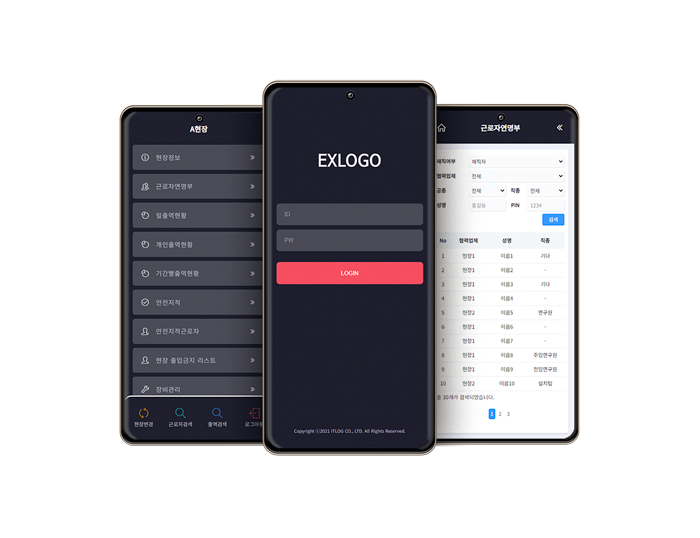 A현장
현장정보
근로자연명부
일출역현황
개인출역현황
기간별출역현황
안전지적
안전지적근로자
현장 출입금지 리스트
장비관리
현장변경
근로자검색
출역검색
EXLOGO
ID
PW
LOGIN
Copyright ⓒ2021 ITLOG CO., LTD. All Rights Reserved.
근로자연명부
재직여부 재직자
협력업체 전체
공종 전체 직종 전체
성명 홍길동 PIN 1234
검색
No 협력업체 성명 직종
1 현장1 이름1 기타
2 현장1 이름2 -
3 현장1 이름3 기타
4 현장1 이름4 -
5 현장2 이름5 연구원
6 현장1 이름6 -
7 현장1 이름7 -
8 현장1 이름8 주임연구원
9 현장1 이름9 전임연구원
10 현장2 이름10 설치팀
총 30개가 검색되었습니다.
1 2 3